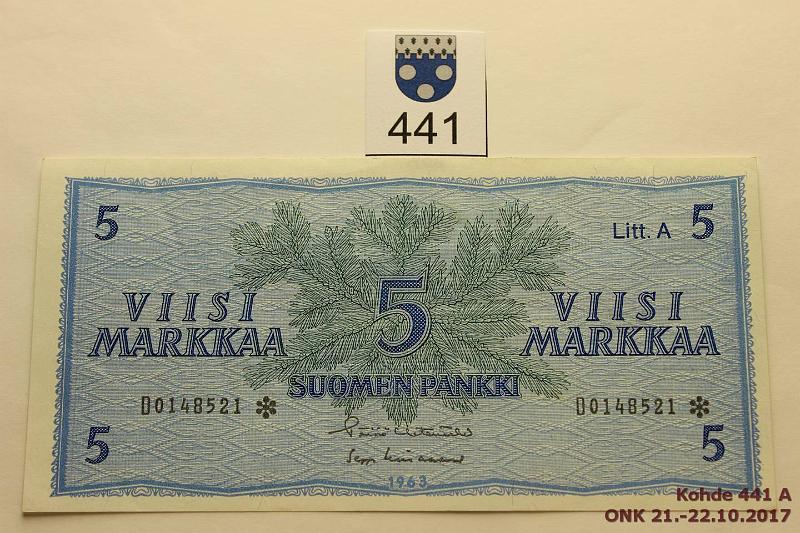 441
5 Litt. A 5
5
VIISI MARKKAA
VIISI MARKKAA
SUOMEN PANKKI
D0148521 * D0148521 *
5 5
1963
Kohde 441 A
ONK 21.-22.10.2017